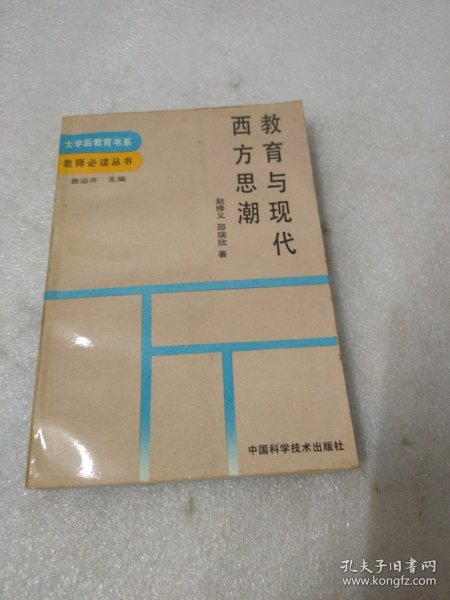 大学后教育书系
教师必读丛书
袁运开 主编
教育与现代
西方思潮
赵修义 邵瑞欣 著
中国科学技术出版社
孔夫子旧书网
www.kongfz.com